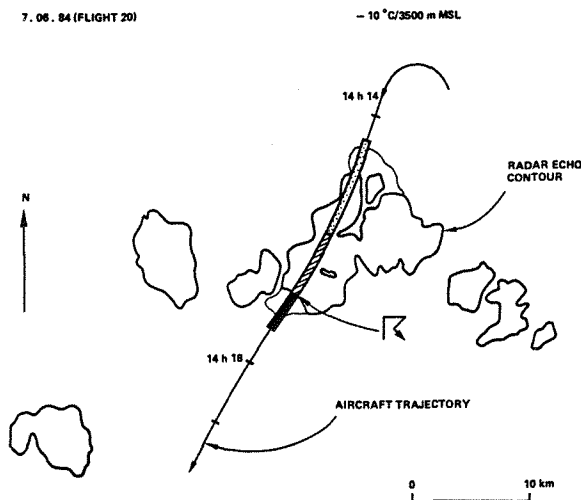 7.06.84 (FLIGHT 20)
– 10 °C/3500 m MSL
14 h 14
RADAR ECHO
CONTOUR
N
14 h 18
AIRCRAFT TRAJECTORY
0
10 km